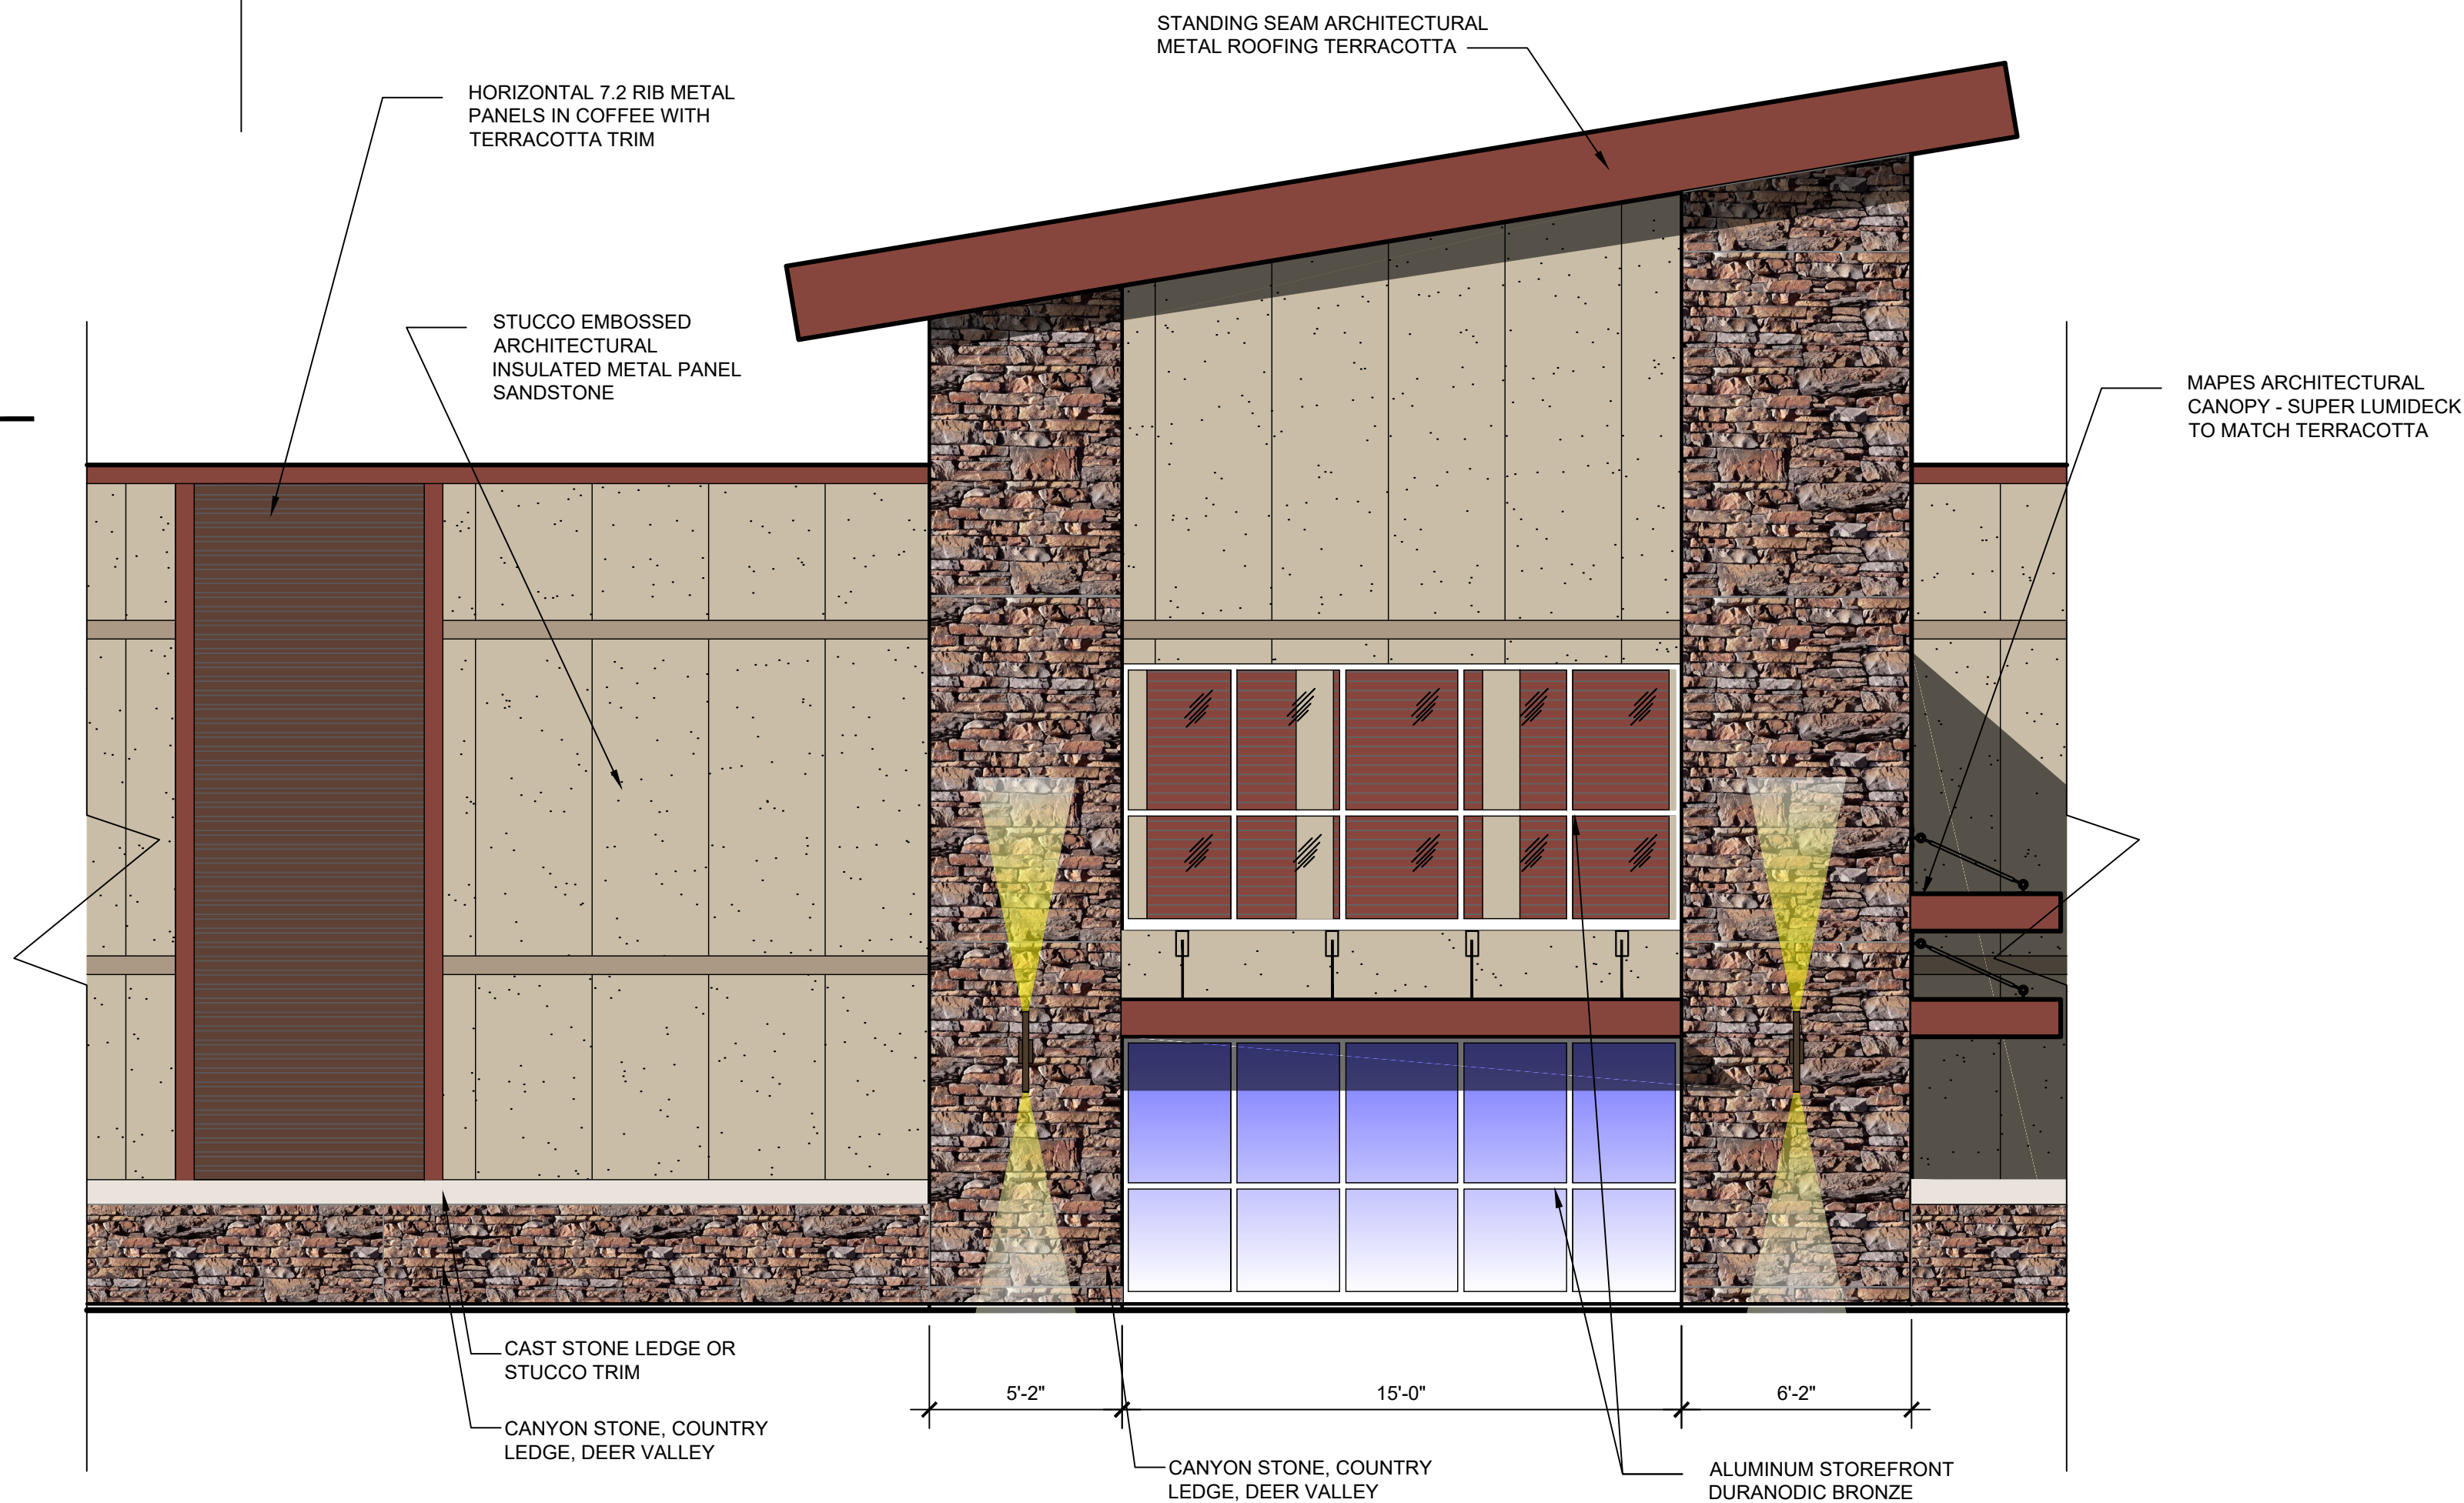 STANDING SEAM ARCHITECTURAL
METAL ROOFING TERRACOTTA
HORIZONTAL 7.2 RIB METAL
PANELS IN COFFEE WITH
TERRACOTTA TRIM
STUCCO EMBOSSED
ARCHITECTURAL
INSULATED METAL PANEL
SANDSTONE
MAPES ARCHITECTURAL
CANOPY - SUPER LUMIDECK
TO MATCH TERRACOTTA
CAST STONE LEDGE OR
STUCCO TRIM
CANYON STONE, COUNTRY
LEDGE, DEER VALLEY
5'-2"
15'-0"
6'-2"
CANYON STONE, COUNTRY
LEDGE, DEER VALLEY
ALUMINUM STOREFRONT
DURANODIC BRONZE